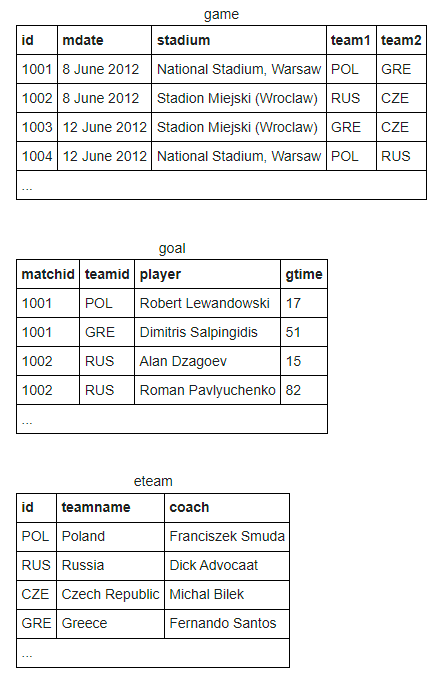 game
id mdate stadium team1 team2
1001 8 June 2012 National Stadium, Warsaw POL GRE
1002 8 June 2012 Stadion Miejski (Wroclaw) RUS CZE
1003 12 June 2012 Stadion Miejski (Wroclaw) GRE CZE
1004 12 June 2012 National Stadium, Warsaw POL RUS
...
goal
matchid teamid player gtime
1001 POL Robert Lewandowski 17
1001 GRE Dimitris Salpingidis 51
1002 RUS Alan Dzagoev 15
1002 RUS Roman Pavlyuchenko 82
...
eteam
id teamname coach
POL Poland Franciszek Smuda
RUS Russia Dick Advocaat
CZE Czech Republic Michal Bilek
GRE Greece Fernando Santos
...